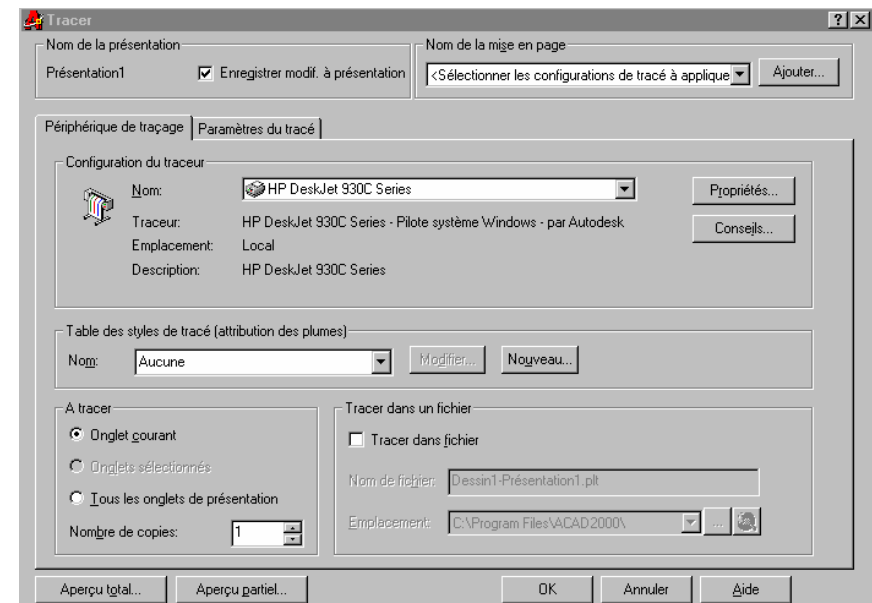 Tracer
Nom de la présentation
Présentation1
Enregistrer modif. à présentation
Nom de la mise en page
<Sélectionner les configurations de tracé à applique
Ajouter...
Périphérique de traçage
Paramètres du tracé
Configuration du traceur
Nom:
HP DeskJet 930C Series
Propriétés...
Traceur:
HP DeskJet 930C Series - Pilote système Windows - par Autodesk
Conseils...
Emplacement:
Local
Description:
HP DeskJet 930C Series
Table des styles de tracé (attribution des plumes)
Nom:
Aucune
Modifier...
Nouveau...
A tracer
Onglet courant
Onglets sélectionnés
Tous les onglets de présentation
Nombre de copies:
1
Tracer dans un fichier
Tracer dans fichier
Nom de fichier:
Dessin1-Présentation1.plt
Emplacement:
C:\Program Files\ACAD2000\
...
Aperçu total...
Aperçu partiel...
OK
Annuler
Aide